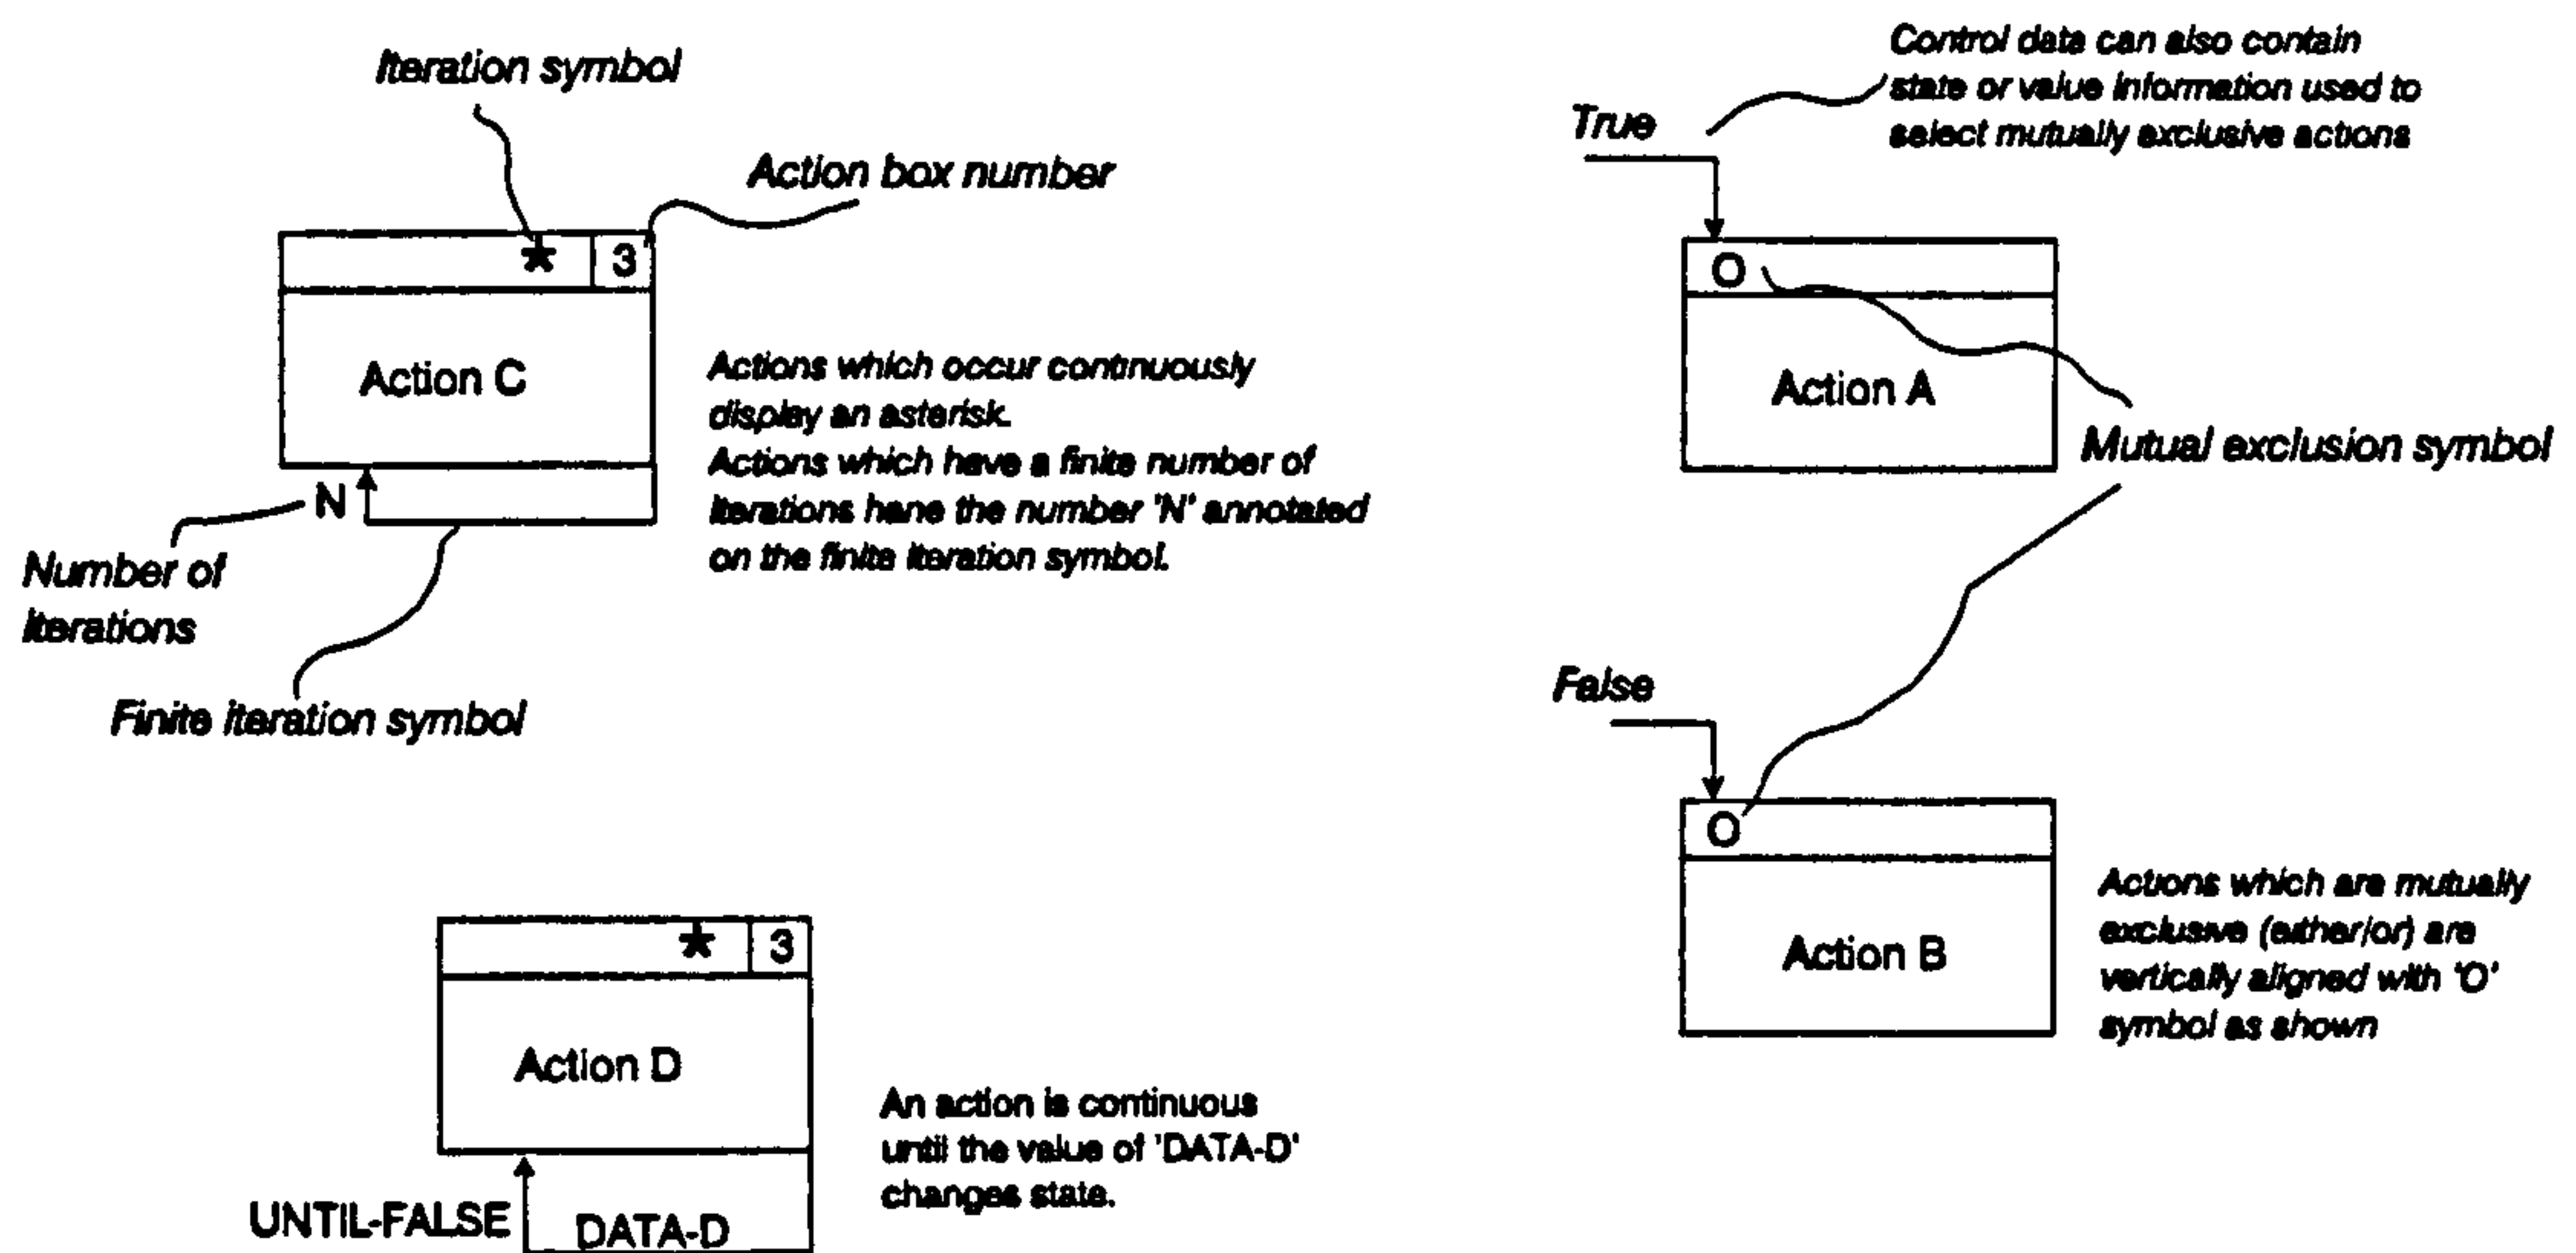 Iteration symbol
Action box number
* 3
Action C
N
Number of
iterations
Finite iteration symbol
Actions which occur continuously
display an asterisk.
Actions which have a finite number of
iterations hane the number 'N' annotated
on the finite iteration symbol.
* 3
Action D
UNTIL-FALSE
DATA-D
An action is continuous
until the value of 'DATA-D'
changes state.
Control data can also contain
state or value information used to
select mutually exclusive actions
True
O
Action A
Mutual exclusion symbol
False
O
Action B
Actions which are mutually
exclusive (either/or) are
vertically aligned with 'O'
symbol as shown